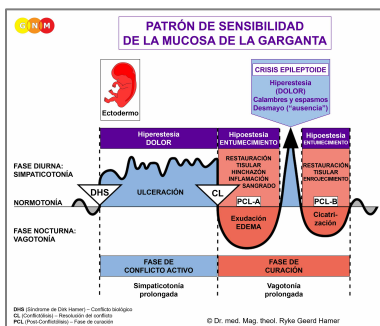 GNM
PATRÓN DE SENSIBILIDAD
DE LA MUCOSA DE LA GARGANTA
CRISIS EPILEPTOIDE
Hiperestesia
(DOLOR)
Calambres y espasmos
Desmayo ("ausencia")
Ectodermo
Hiperestesia
DOLOR
Hipoestesia
ENTUMECIMIENTO
Hipoestesia
ENTUMECIMIENTO
FASE DIURNA:
SIMPATICOTONÍA
RESTAURACIÓN
TISULAR
HINCHAZÓN
INFLAMACIÓN
SANGRADO
RESTAURACIÓN
TISULAR
ENROJECIMIENTO
DHS
ULCERACIÓN
CL
NORMOTONÍA
PCL-A
PCL-B
FASE NOCTURNA:
VAGOTONÍA
Exudación
EDEMA
Cicatri-
zación
FASE DE
CONFLICTO ACTIVO
FASE DE
CURACIÓN
Simpaticotonía
prolongada
Vagotonía
prolongada
DHS (Síndrome de Dirk Hamer) – Conflicto biológico
CL (Conflictólisis) – Resolución del conflicto
PCL (Post-Conflictólisis) – Fase de curación
© Dr. med. Mag. theol. Ryke Geerd Hamer